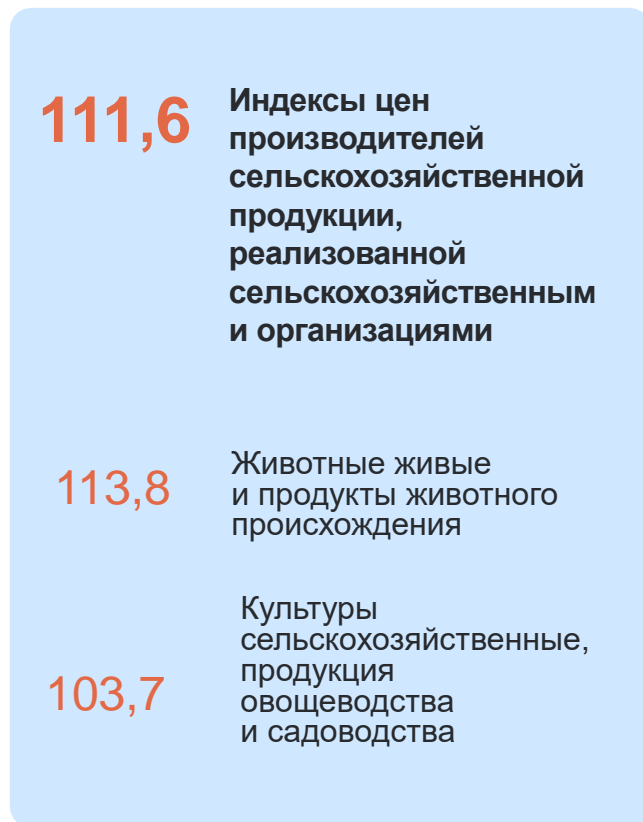 111,6
Индексы цен
производителей
сельскохозяйственной
продукции,
реализованной
сельскохозяйственным
и организациями
113,8
Животные живые
и продукты животного
происхождения
103,7
Культуры
сельскохозяйственные,
продукция
овощеводства
и садоводства